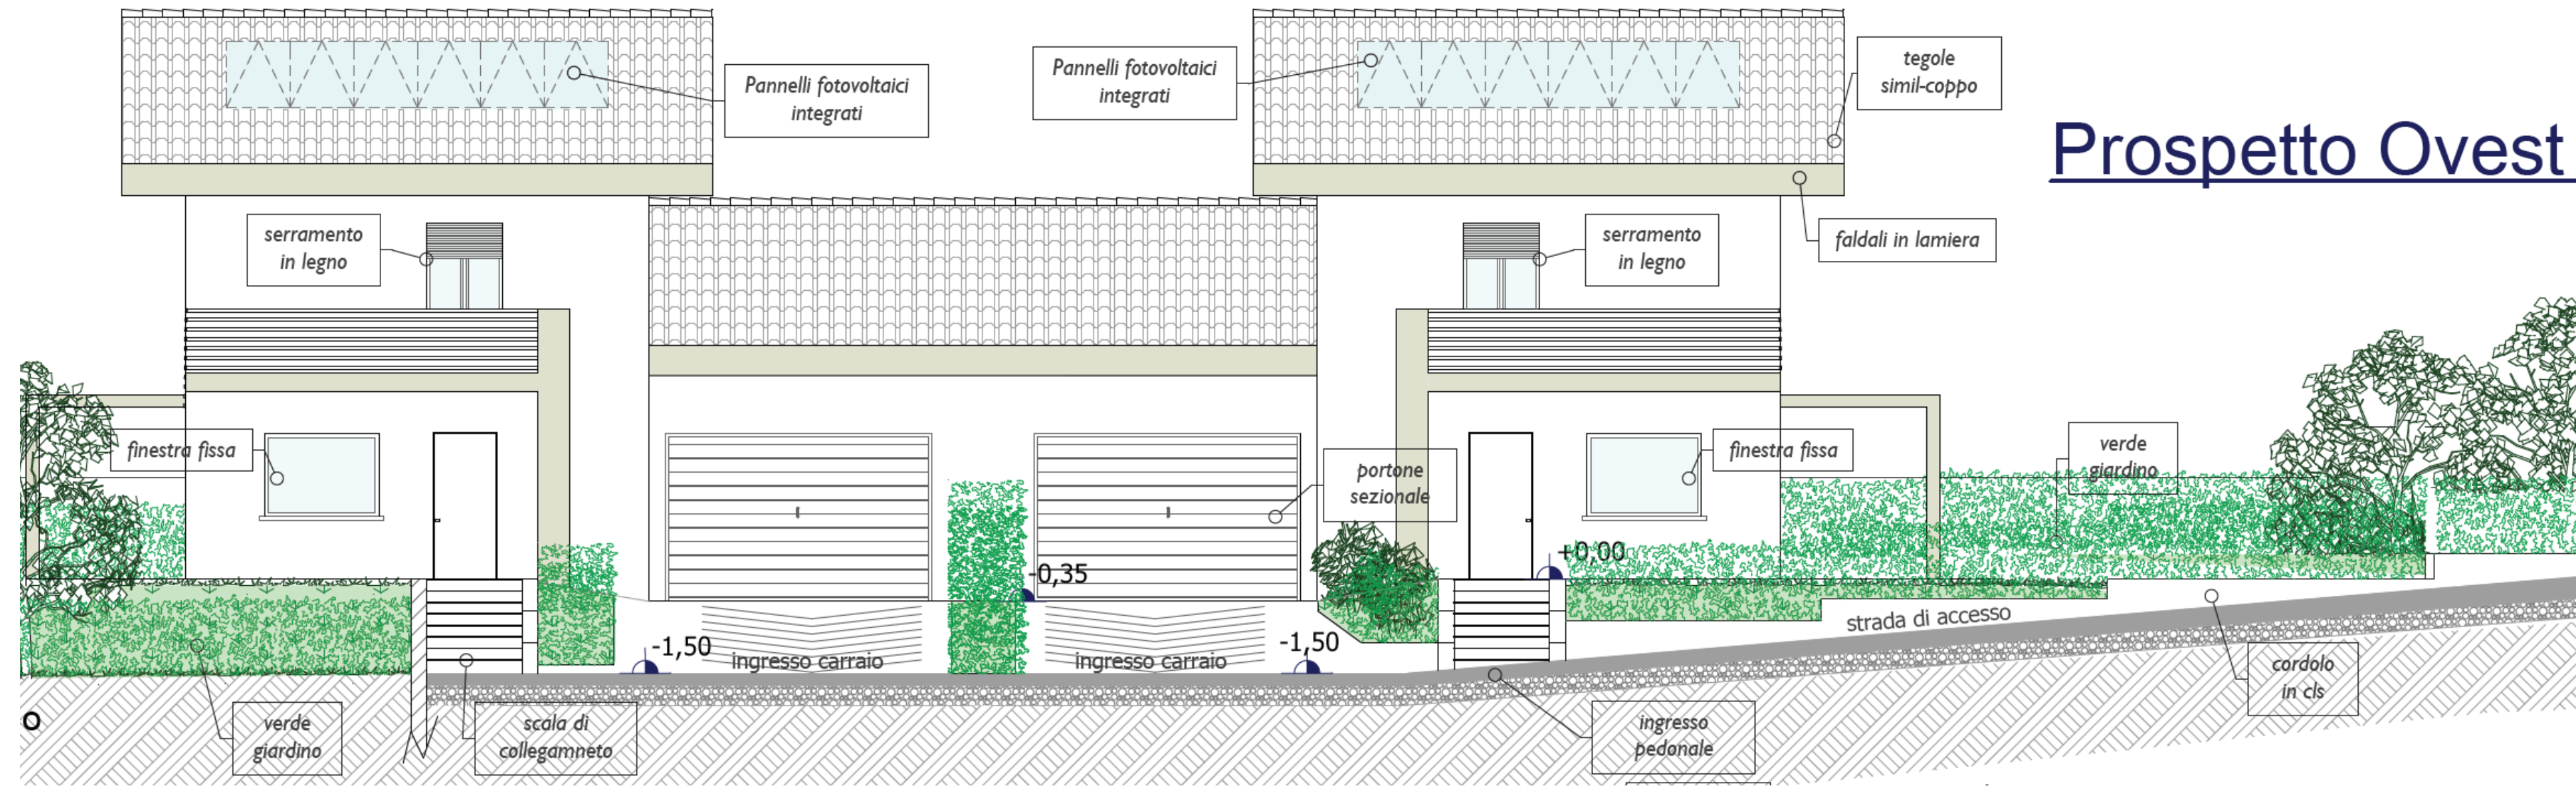 Pannelli fotovoltaici
integrati
Pannelli fotovoltaici
integrati
tegole
simil-coppo
Prospetto Ovest
serramento
in legno
serramento
in legno
faldali in lamiera
finestra fissa
portone
sezionale
finestra fissa
verde
giardino
-0,35
+0,00
-1,50
ingresso carraio
ingresso carraio
-1,50
strada di accesso
o
verde
giardino
scala di
collegamneto
ingresso
pedonale
cordolo
in cls